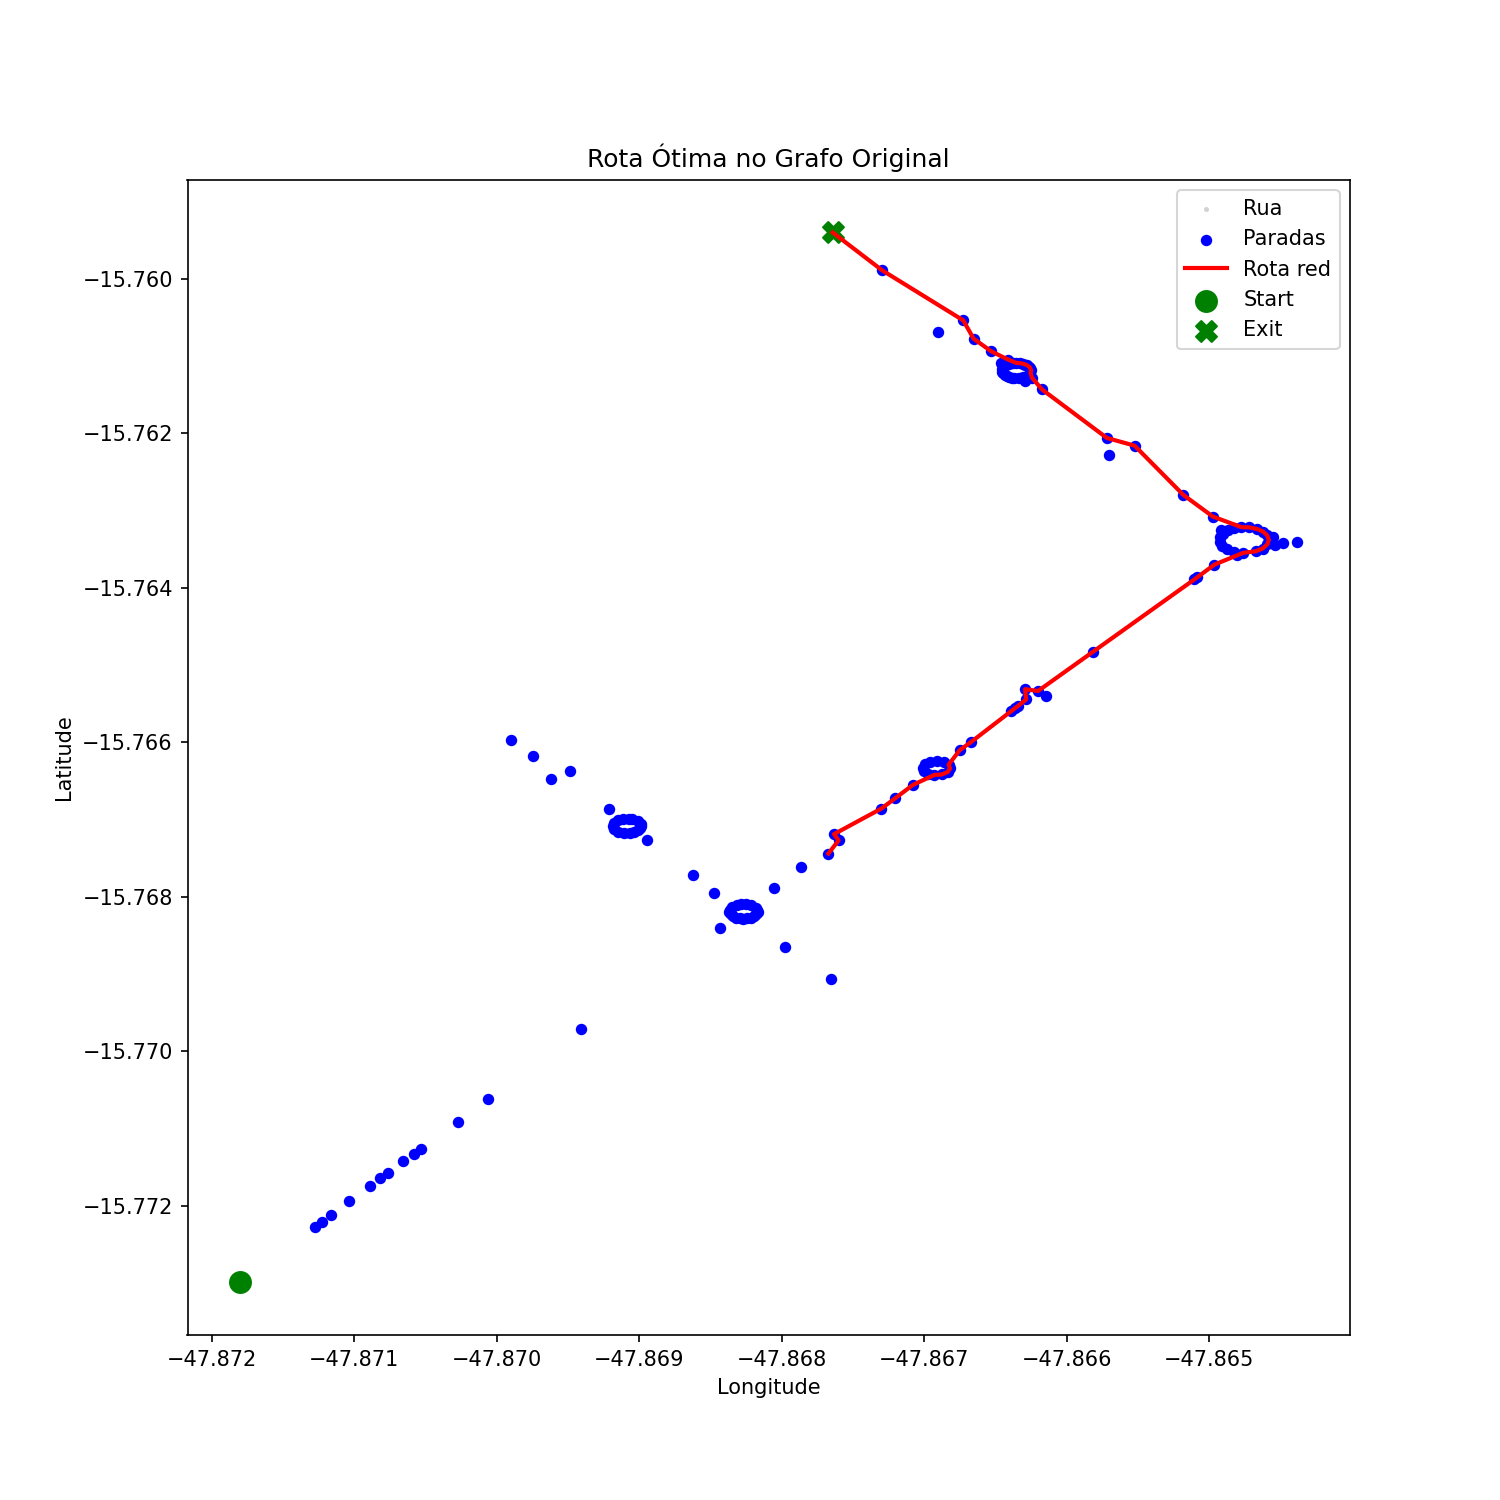 Rota Ótima no Grafo Original
Rua
Paradas
Rota red
Start
Exit
−15.760
−15.762
−15.764
−15.766
−15.768
−15.770
−15.772
Latitude
−47.872
−47.871
−47.870
−47.869
−47.868
−47.867
−47.866
−47.865
Longitude